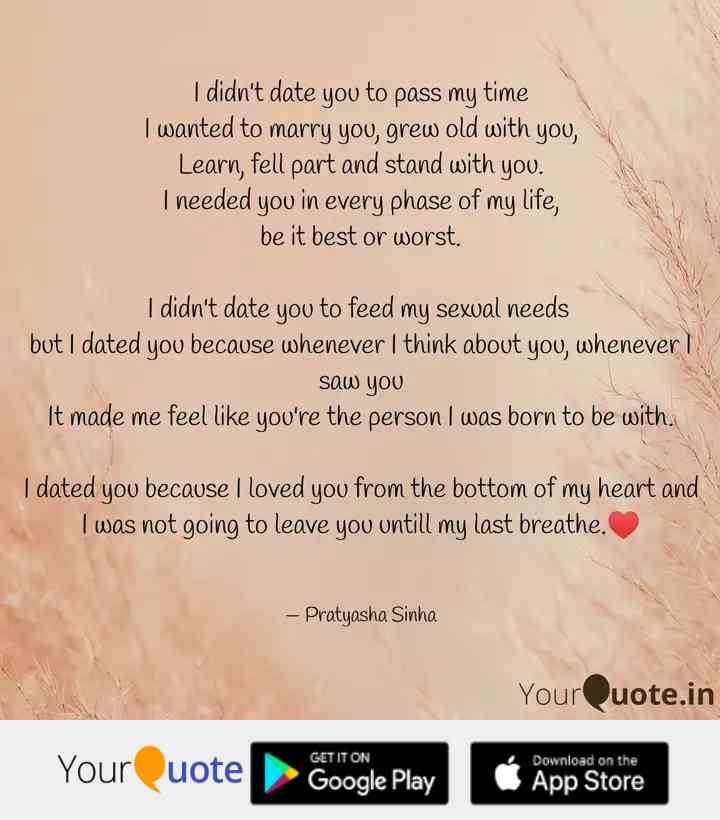 I didn't date you to pass my time
I wanted to marry you, grew old with you,
Learn, fell part and stand with you.
I needed you in every phase of my life,
be it best or worst.
I didn't date you to feed my sexual needs
but I dated you because whenever I think about you, whenever I
saw you
It made me feel like you're the person I was born to be with.
I dated you because I loved you from the bottom of my heart and
I was not going to leave you untill my last breathe.❤️
— Pratyasha Sinha
YourQuote.in
YourQuote
GET IT ON
Google Play
Download on the
App Store